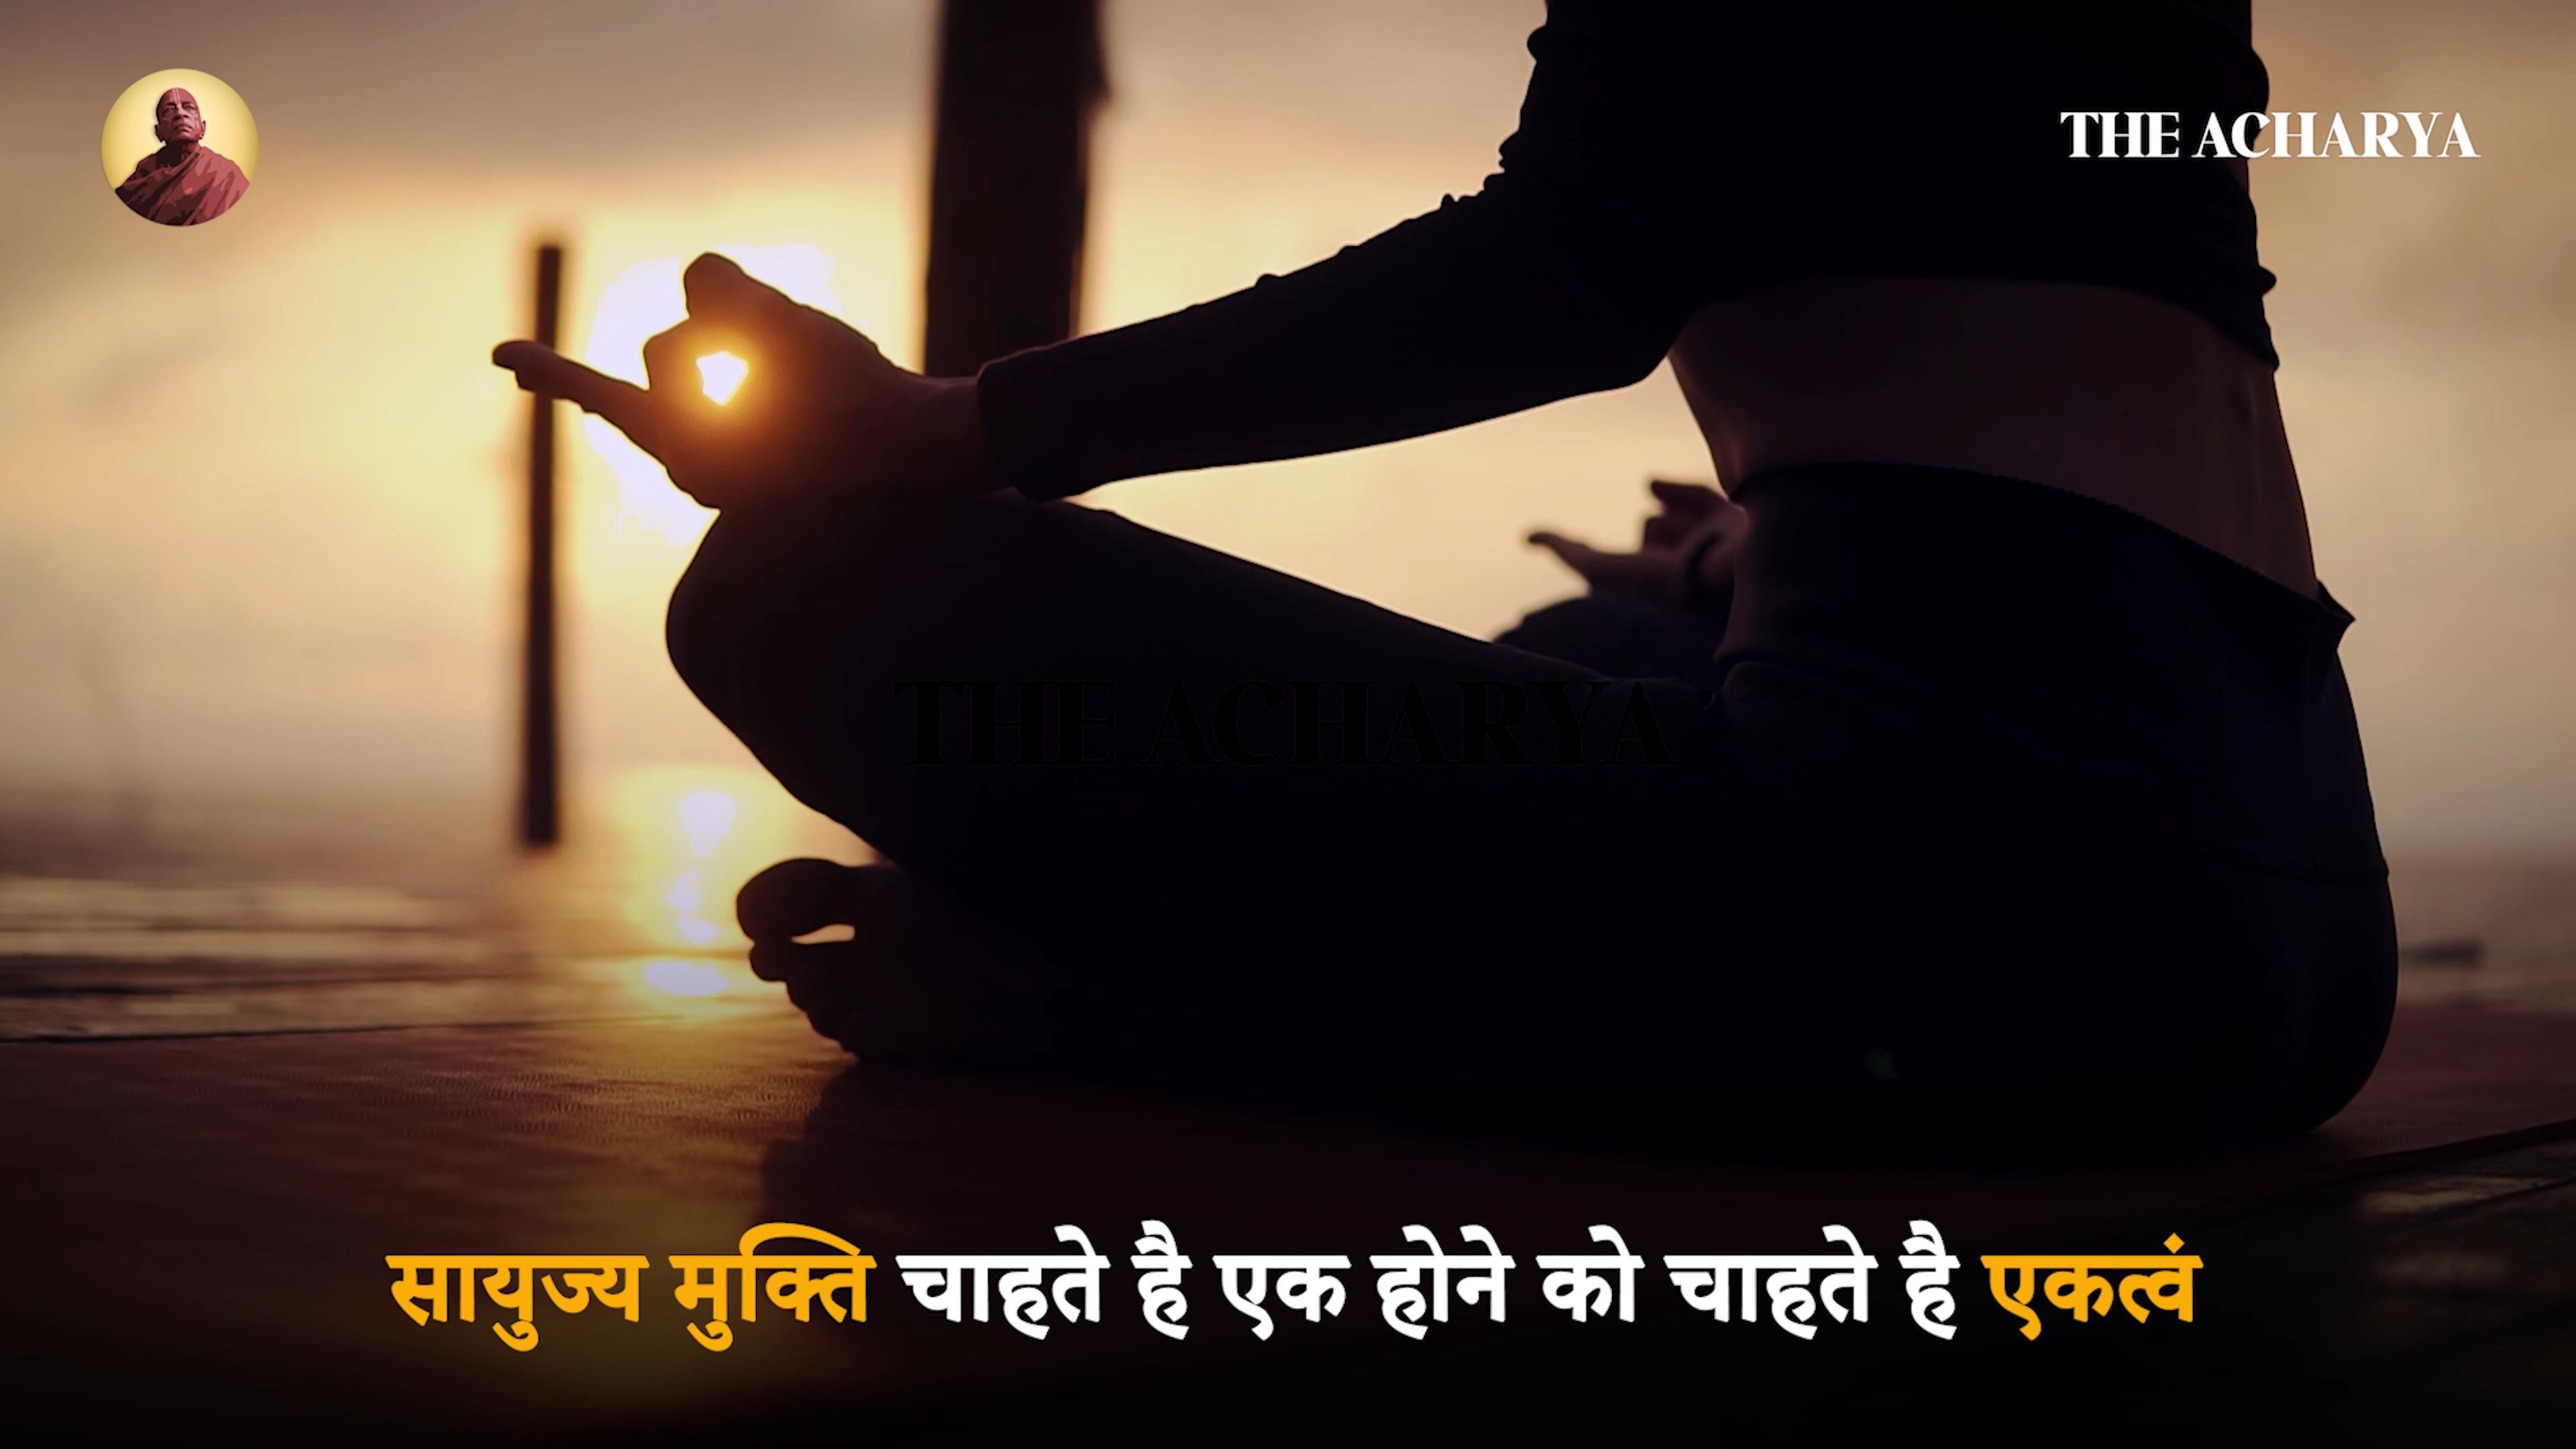 THE ACHARYA
THE ACHARYA
सायुज्य मुक्ति चाहते है एक होने को चाहते है एकत्वं